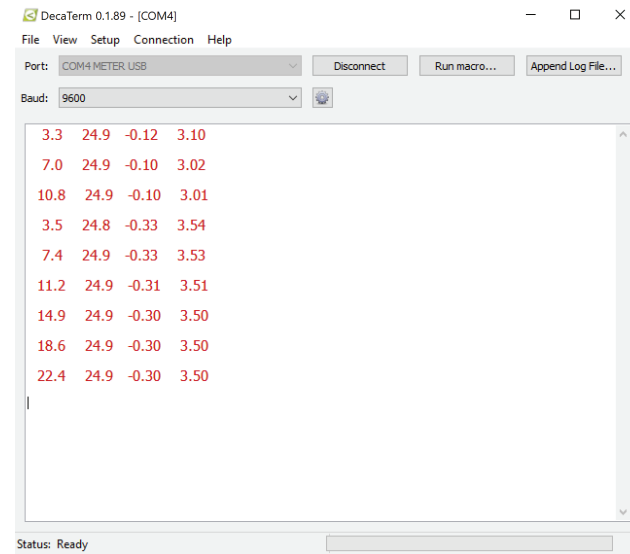 DecaTerm 0.1.89 - [COM4]
File View Setup Connection Help
Port: COM4 METER USB Disconnect Run macro... Append Log File...
Baud: 9600
3.3 24.9 -0.12 3.10
7.0 24.9 -0.10 3.02
10.8 24.9 -0.10 3.01
3.5 24.8 -0.33 3.54
7.4 24.9 -0.33 3.53
11.2 24.9 -0.31 3.51
14.9 24.9 -0.30 3.50
18.6 24.9 -0.30 3.50
22.4 24.9 -0.30 3.50
Status: Ready